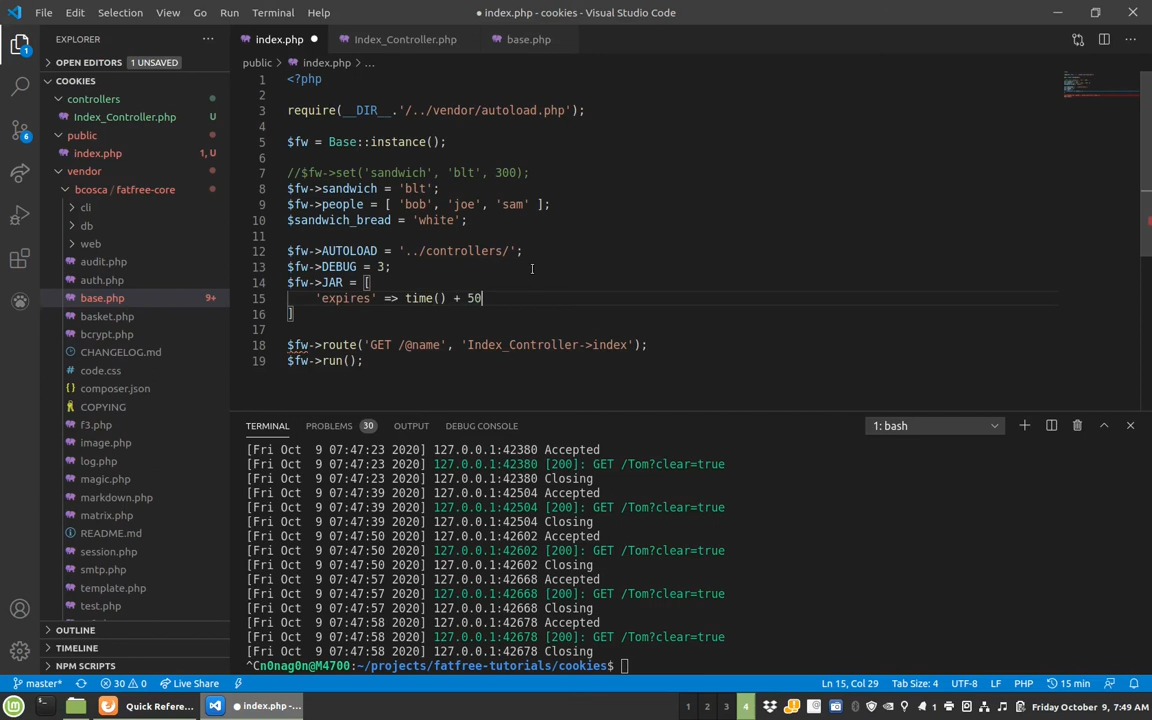 File Edit Selection View Go Run Terminal Help
● index.php - cookies - Visual Studio Code
EXPLORER
OPEN EDITORS 1 UNSAVED
COOKIES
controllers
Index_Controller.php U
public
index.php 1, U
vendor
bcosca / fatfree-core
cli
db
web
audit.php
auth.php
base.php 9+
basket.php
bcrypt.php
CHANGELOG.md
code.css
composer.json
COPYING
f3.php
image.php
log.php
magic.php
markdown.php
matrix.php
README.md
session.php
smtp.php
template.php
test.php
OUTLINE
TIMELINE
NPM SCRIPTS
1
6
index.php ● Index_Controller.php base.php
public > index.php > ...
1 <?php
2
3 require(__DIR__.'/../vendor/autoload.php');
4
5 $fw = Base::instance();
6
7 //$fw->set('sandwich', 'blt', 300);
8 $fw->sandwich = 'blt';
9 $fw->people = [ 'bob', 'joe', 'sam' ];
10 $sandwich_bread = 'white';
11
12 $fw->AUTOLOAD = '../controllers/';
13 $fw->DEBUG = 3;
14 $fw->JAR = [
15 'expires' => time() + 50
16 ]
17
18 $fw->route('GET /@name', 'Index_Controller->index');
19 $fw->run();
TERMINAL PROBLEMS 30 OUTPUT DEBUG CONSOLE 1: bash
[Fri Oct  9 07:47:23 2020] 127.0.0.1:42380 Accepted
[Fri Oct  9 07:47:23 2020] 127.0.0.1:42380 [200]: GET /Tom?clear=true
[Fri Oct  9 07:47:23 2020] 127.0.0.1:42380 Closing
[Fri Oct  9 07:47:39 2020] 127.0.0.1:42504 Accepted
[Fri Oct  9 07:47:39 2020] 127.0.0.1:42504 [200]: GET /Tom?clear=true
[Fri Oct  9 07:47:39 2020] 127.0.0.1:42504 Closing
[Fri Oct  9 07:47:50 2020] 127.0.0.1:42602 Accepted
[Fri Oct  9 07:47:50 2020] 127.0.0.1:42602 [200]: GET /Tom?clear=true
[Fri Oct  9 07:47:50 2020] 127.0.0.1:42602 Closing
[Fri Oct  9 07:47:57 2020] 127.0.0.1:42668 Accepted
[Fri Oct  9 07:47:57 2020] 127.0.0.1:42668 [200]: GET /Tom?clear=true
[Fri Oct  9 07:47:57 2020] 127.0.0.1:42668 Closing
[Fri Oct  9 07:47:58 2020] 127.0.0.1:42678 Accepted
[Fri Oct  9 07:47:58 2020] 127.0.0.1:42678 [200]: GET /Tom?clear=true
[Fri Oct  9 07:47:58 2020] 127.0.0.1:42678 Closing
^Cn0nag0n@M4700:~/projects/fatfree-tutorials/cookies$
master* 30 0 Live Share Ln 15, Col 29 Tab Size: 4 UTF-8 LF PHP 15 min
Quick Refere... ● index.php -... 1 2 3 4 Friday October 9, 7:49 AM